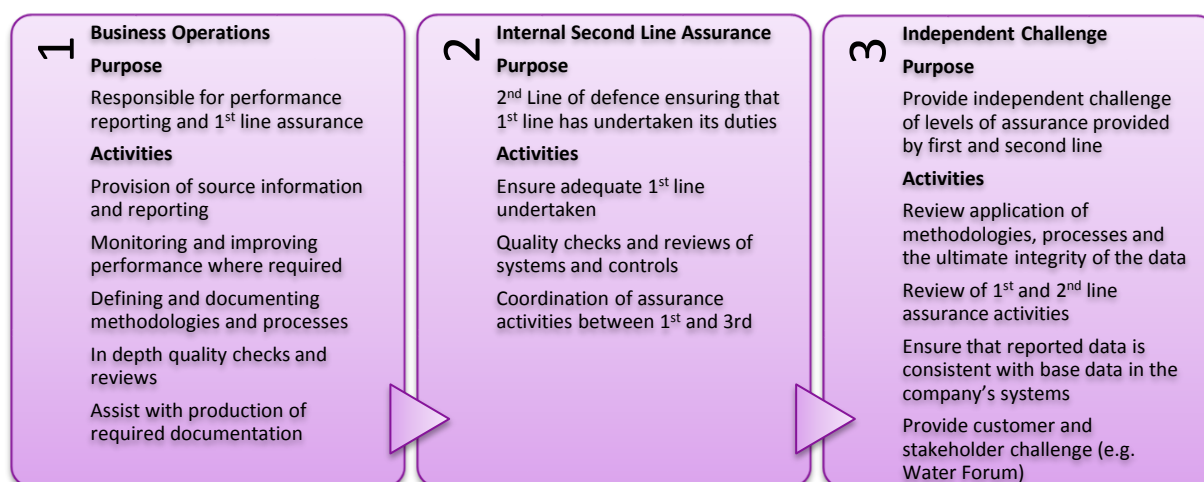 1
Business Operations
Purpose
Responsible for performance
reporting and 1st line assurance
Activities
Provision of source information
and reporting
Monitoring and improving
performance where required
Defining and documenting
methodologies and processes
In depth quality checks and
reviews
Assist with production of
required documentation
2
Internal Second Line Assurance
Purpose
2nd Line of defence ensuring that
1st line has undertaken its duties
Activities
Ensure adequate 1st line
undertaken
Quality checks and reviews of
systems and controls
Coordination of assurance
activities between 1st and 3rd
3
Independent Challenge
Purpose
Provide independent challenge
of levels of assurance provided
by first and second line
Activities
Review application of
methodologies, processes and
the ultimate integrity of the data
Review of 1st and 2nd line
assurance activities
Ensure that reported data is
consistent with base data in the
company's systems
Provide customer and
stakeholder challenge (e.g.
Water Forum)